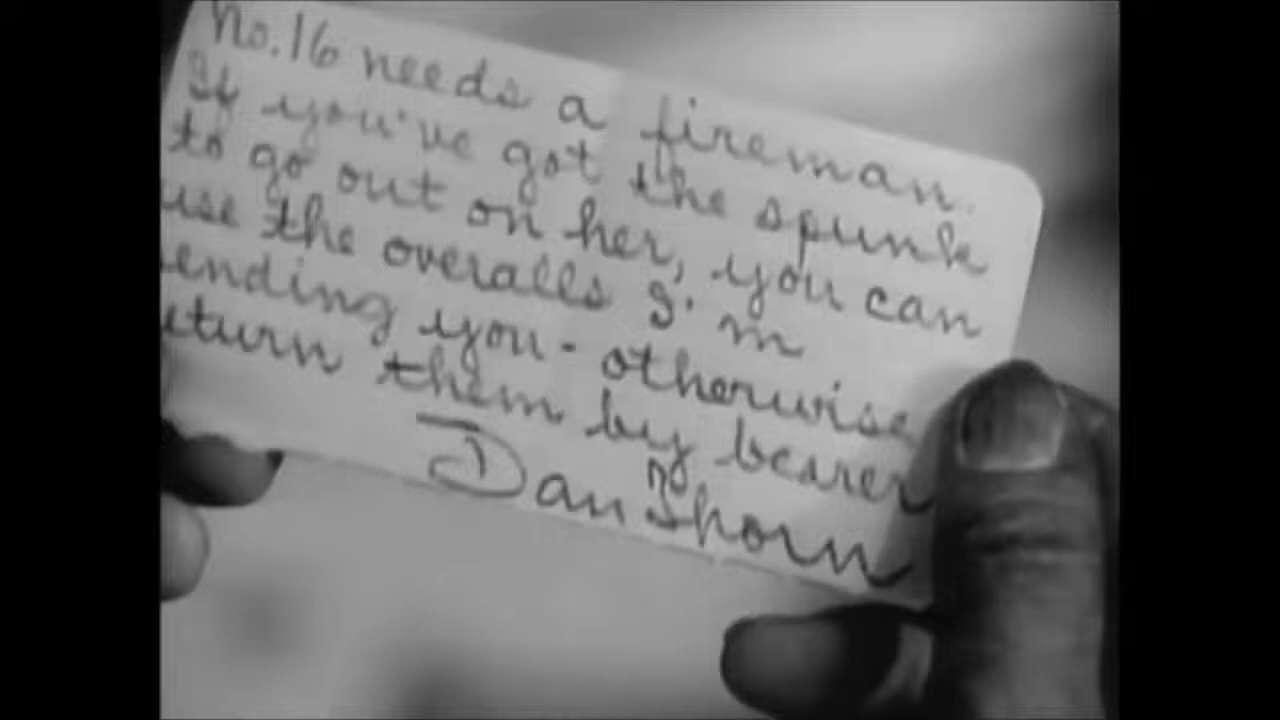 No. 16 needs a fireman.
If you've got the spunk
to go out on her, you can
use the overalls I'm
ending you - otherwise
eturn them by bearer
Dan Thorn